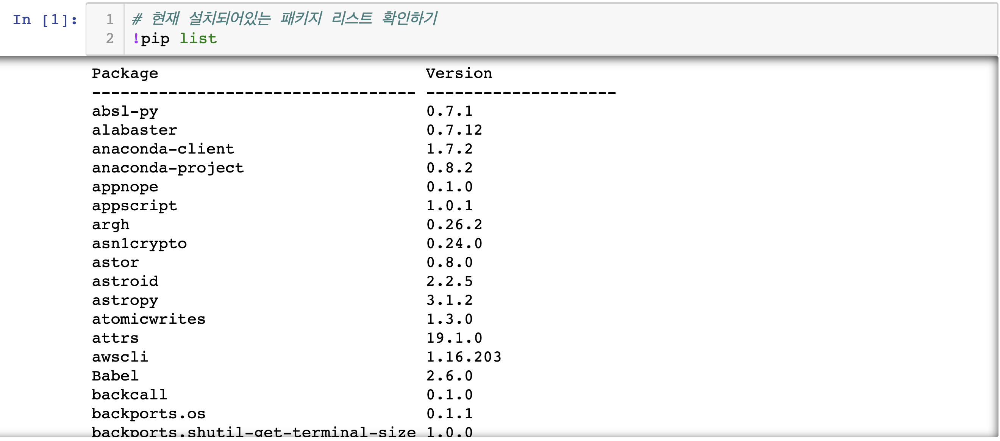 In [1]: 1 # 현재 설치되어있는 패키지 리스트 확인하기
2 !pip list
Package Version
---------------------------------- --------------------
absl-py 0.7.1
alabaster 0.7.12
anaconda-client 1.7.2
anaconda-project 0.8.2
appnope 0.1.0
appscript 1.0.1
argh 0.26.2
asn1crypto 0.24.0
astor 0.8.0
astroid 2.2.5
astropy 3.1.2
atomicwrites 1.3.0
attrs 19.1.0
awscli 1.16.203
Babel 2.6.0
backcall 0.1.0
backports.os 0.1.1
backports.shutil-get-terminal-size 1.0.0